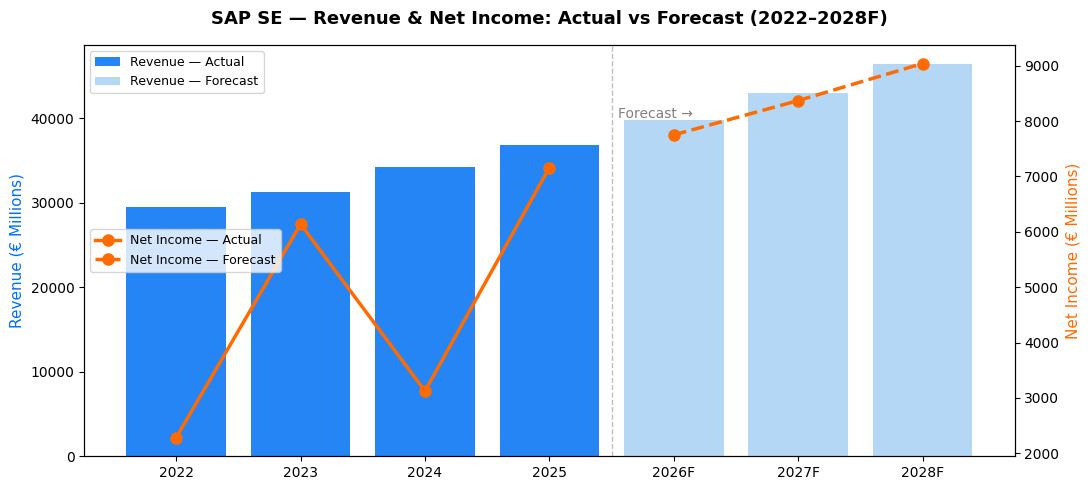 SAP SE — Revenue & Net Income: Actual vs Forecast (2022–2028F)
Revenue — Actual
Revenue — Forecast
Forecast →
Net Income — Actual
Net Income — Forecast
Revenue (€ Millions)
40000
30000
20000
10000
0
Net Income (€ Millions)
9000
8000
7000
6000
5000
4000
3000
2000
2022 2023 2024 2025 2026F 2027F 2028F